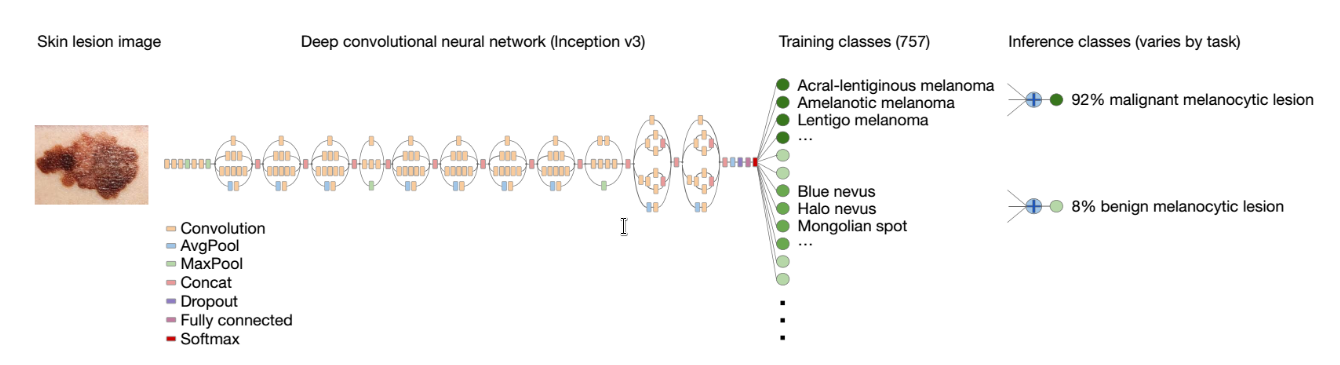 Skin lesion image
Deep convolutional neural network (Inception v3)
Training classes (757)
Inference classes (varies by task)
Acral-lentiginous melanoma
Amelanotic melanoma
Lentigo melanoma
...
Blue nevus
Halo nevus
Mongolian spot
...
92% malignant melanocytic lesion
8% benign melanocytic lesion
Convolution
AvgPool
MaxPool
Concat
Dropout
Fully connected
Softmax